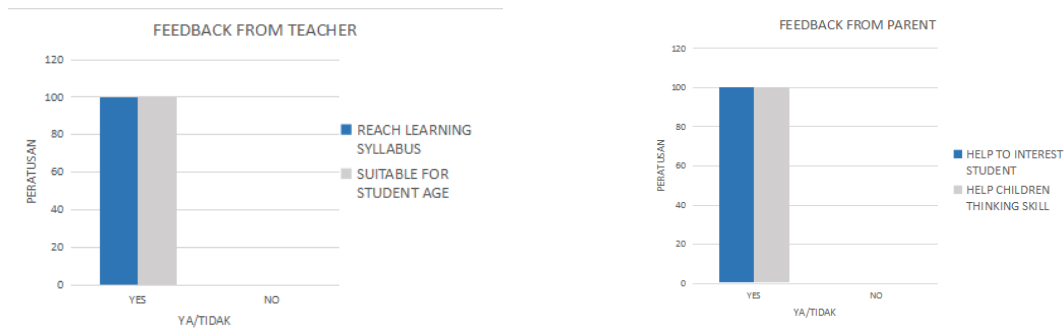 FEEDBACK FROM TEACHER
120
100
80
60
40
20
0
PERATUSAN
YES
NO
YA/TIDAK
REACH LEARNING
SYLLABUS
SUITABLE FOR
STUDENT AGE
FEEDBACK FROM PARENT
120
100
80
60
40
20
0
PERATUSAN
YES
NO
YA/TIDAK
HELP TO INTEREST
STUDENT
HELP CHILDREN
THINKING SKILL